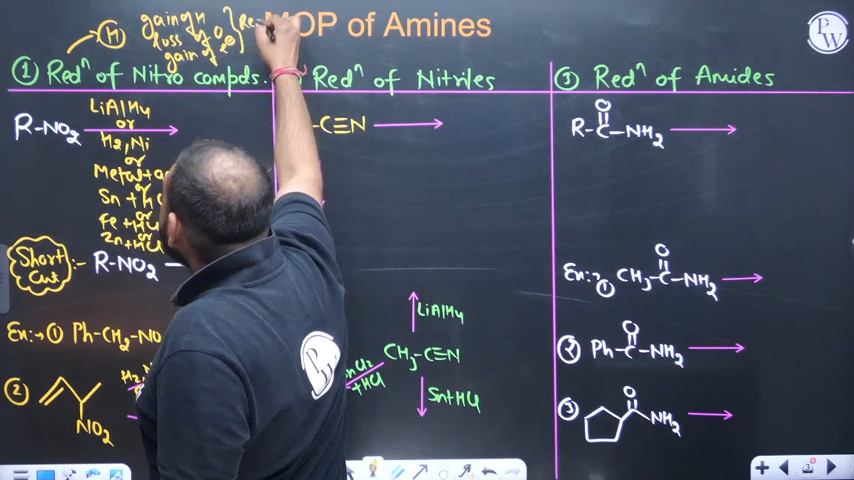 MOP of Amines
PW
H
gain of H
loss of O
gain of e⊖
① Redⁿ of Nitro compds.
Redⁿ of Nitriles
③ Redⁿ of Amides
R-NO₂
LiAlH₄
or
H₂, Ni
or
Metal +
or
Sn +
or
Fe + HCl
or
Zn + HCl
Short Cut :-
R-NO₂
Ex:→ ① Ph-CH₂-NO
②
NO₂
-C≡N
LiAlH₄
CH₃-C≡N
+HCl
Sn+HCl
O
R-C-NH₂
Ex:→ ①
O
CH₃-C-NH₂
②
O
Ph-C-NH₂
③
O
NH₂